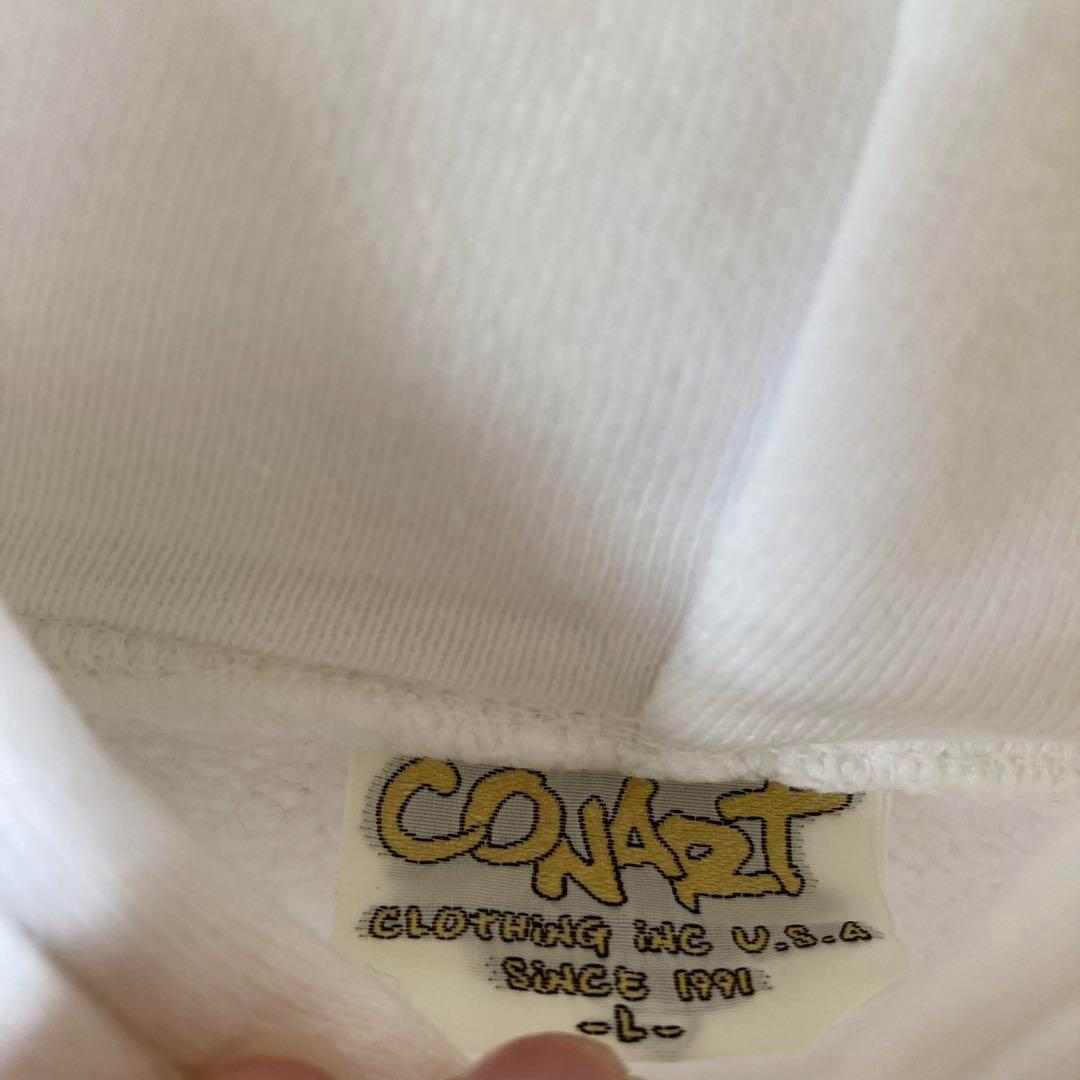 CONART
CLOTHiNG iNC U.S.A
SiNCE 1991
-L-